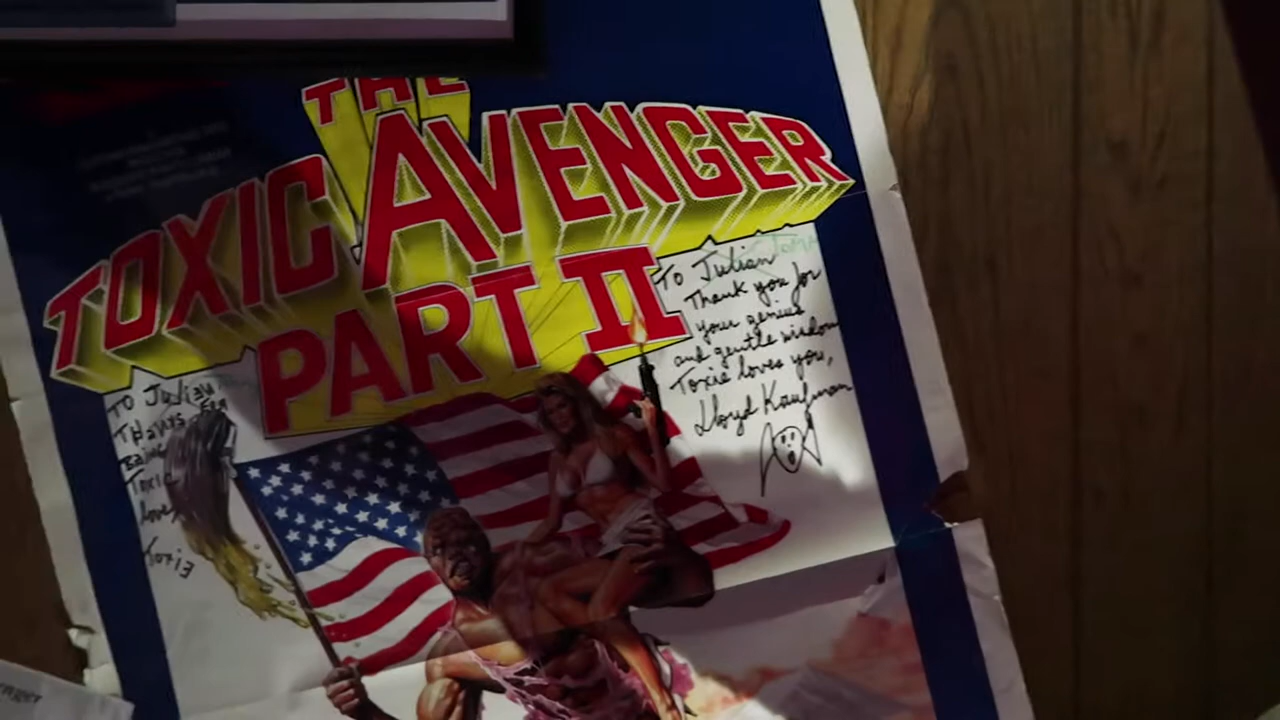 THE
TOXIC AVENGER
PART II
TO Julian
Thank you for
your genius
and gentle wisdom
Toxie loves you,
Lloyd Kaufman
TO Julian
THANKS FOR
Being
Toxic
love
Toxie